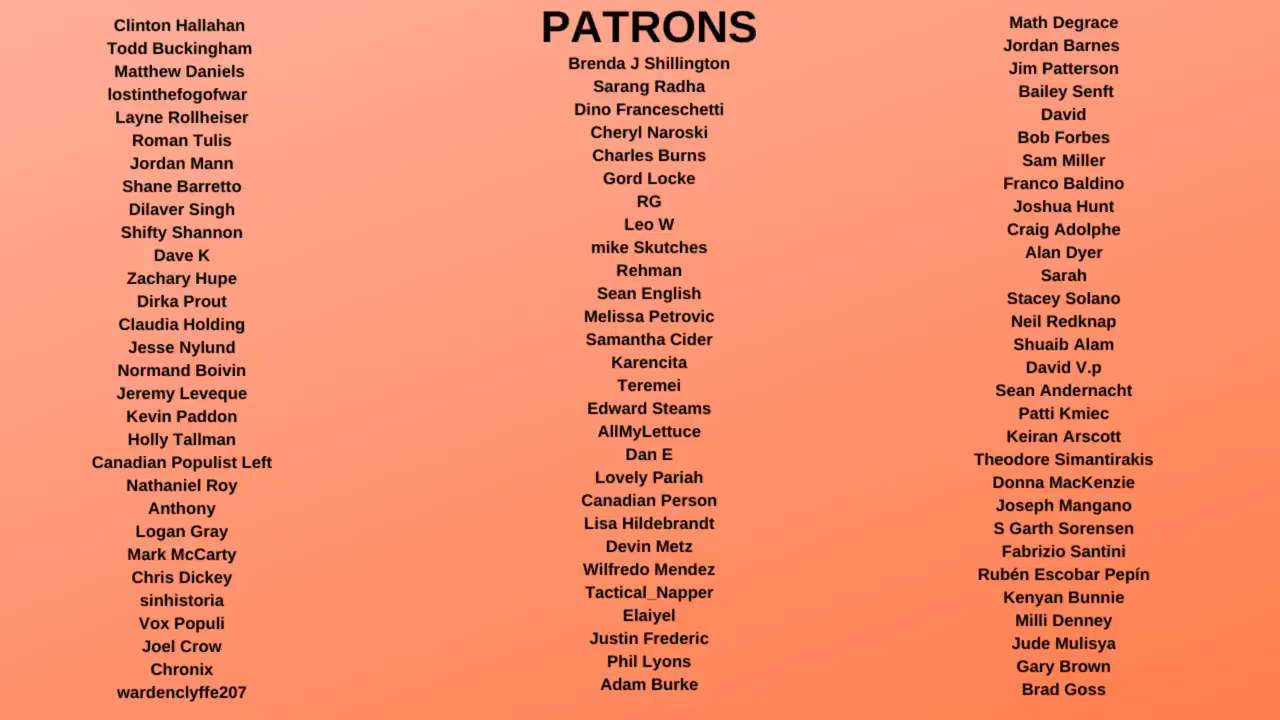 PATRONS
Clinton Hallahan
Todd Buckingham
Matthew Daniels
lostinthefogofwar
Layne Rollheiser
Roman Tulis
Jordan Mann
Shane Barretto
Dilaver Singh
Shifty Shannon
Dave K
Zachary Hupe
Dirka Prout
Claudia Holding
Jesse Nylund
Normand Boivin
Jeremy Leveque
Kevin Paddon
Holly Tallman
Canadian Populist Left
Nathaniel Roy
Anthony
Logan Gray
Mark McCarty
Chris Dickey
sinhistoria
Vox Populi
Joel Crow
Chronix
wardenclyffe207
Brenda J Shillington
Sarang Radha
Dino Franceschetti
Cheryl Naroski
Charles Burns
Gord Locke
RG
Leo W
mike Skutches
Rehman
Sean English
Melissa Petrovic
Samantha Cider
Karencita
Teremei
Edward Steams
AllMyLettuce
Dan E
Lovely Pariah
Canadian Person
Lisa Hildebrandt
Devin Metz
Wilfredo Mendez
Tactical_Napper
Elaiyel
Justin Frederic
Phil Lyons
Adam Burke
Math Degrace
Jordan Barnes
Jim Patterson
Bailey Senft
David
Bob Forbes
Sam Miller
Franco Baldino
Joshua Hunt
Craig Adolphe
Alan Dyer
Sarah
Stacey Solano
Neil Redknap
Shuaib Alam
David V.p
Sean Andernacht
Patti Kmiec
Keiran Arscott
Theodore Simantirakis
Donna MacKenzie
Joseph Mangano
S Garth Sorensen
Fabrizio Santini
Rubén Escobar Pepín
Kenyan Bunnie
Milli Denney
Jude Mulisya
Gary Brown
Brad Goss